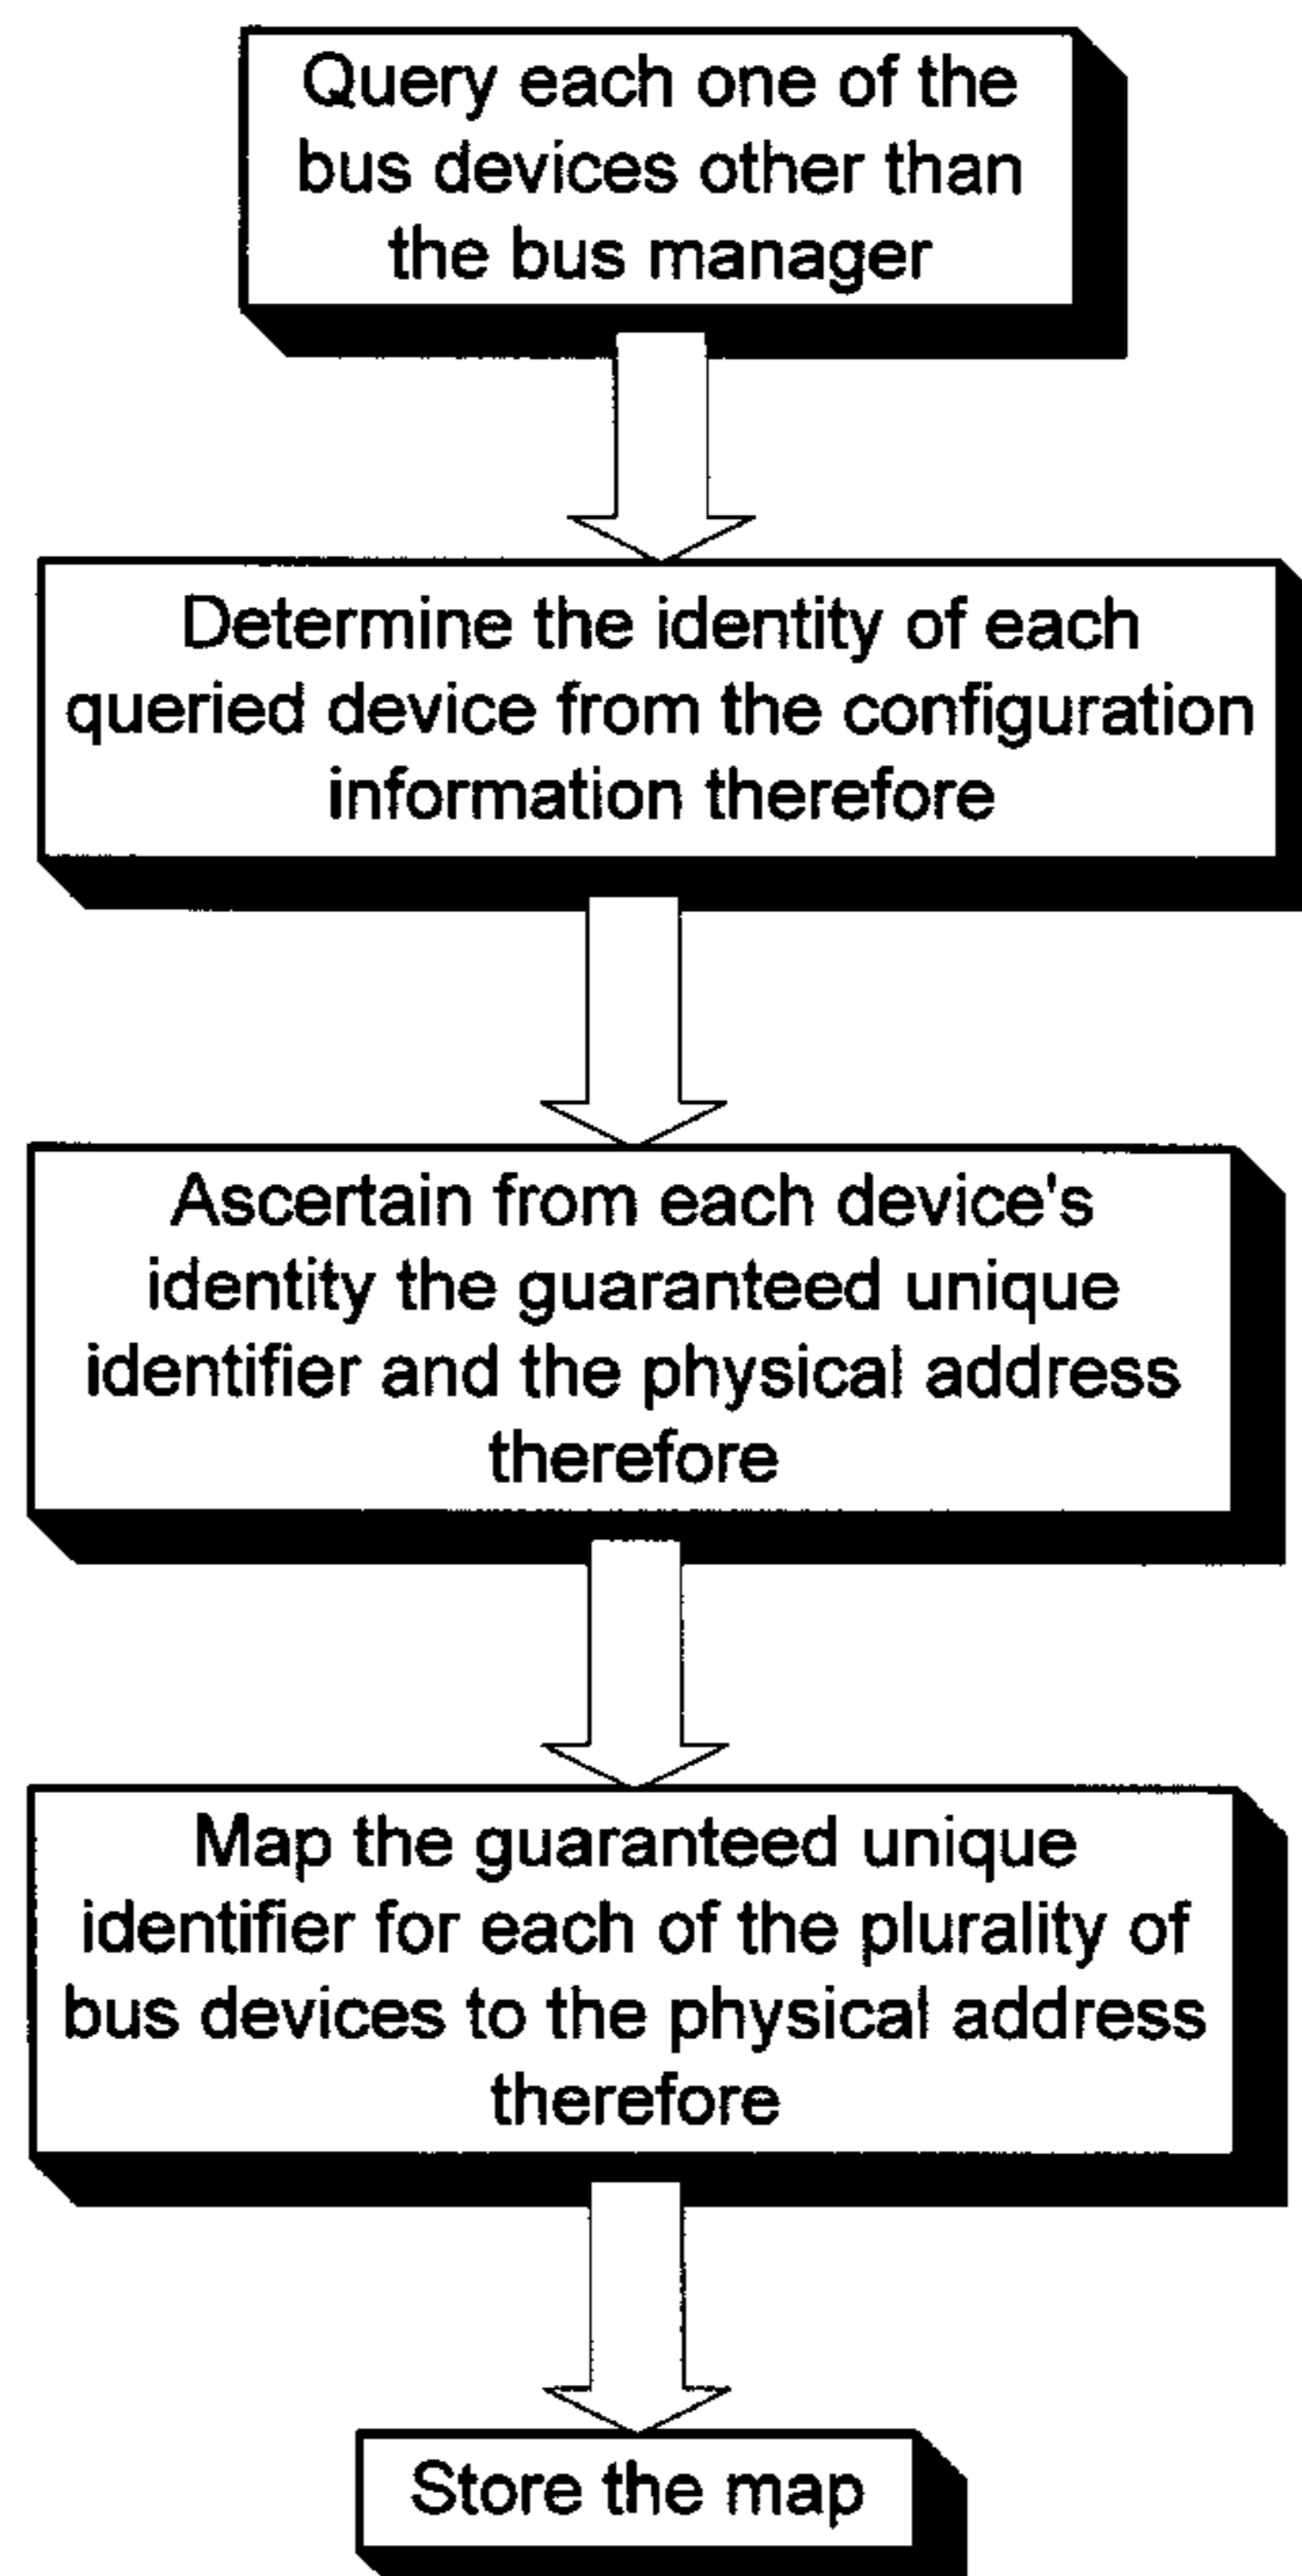 Query each one of the
bus devices other than
the bus manager
Determine the identity of each
queried device from the configuration
information therefore
Ascertain from each device's
identity the guaranteed unique
identifier and the physical address
therefore
Map the guaranteed unique
identifier for each of the plurality of
bus devices to the physical address
therefore
Store the map